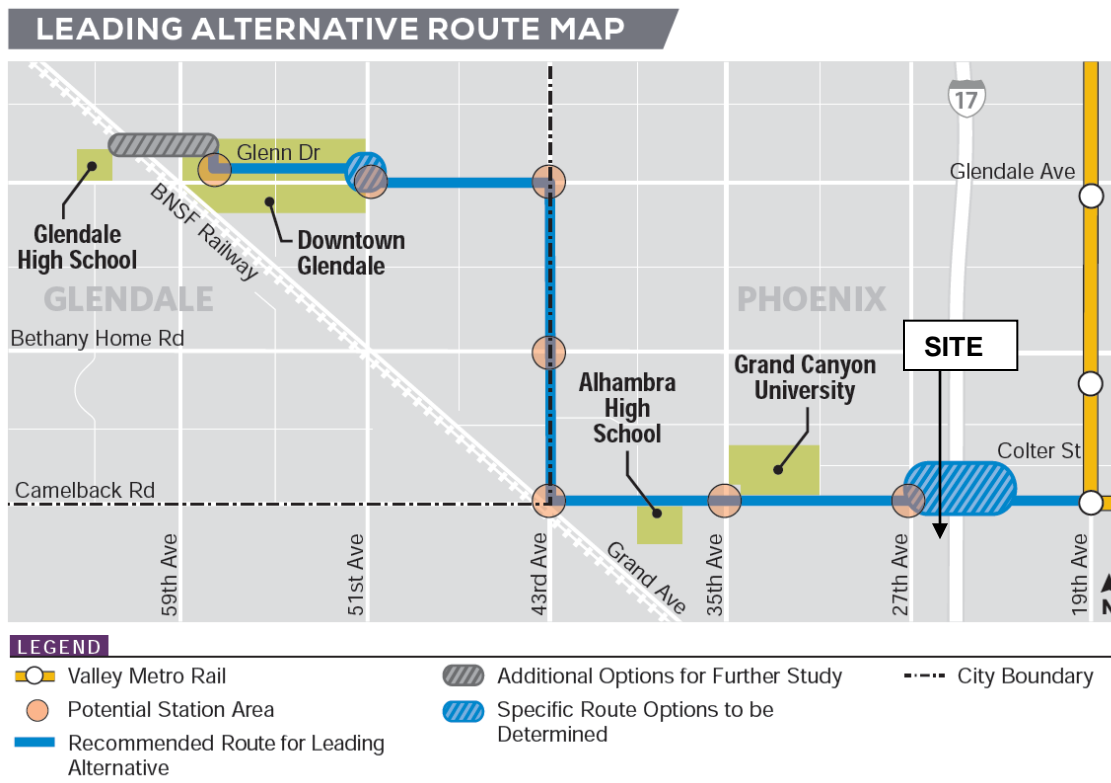 LEADING ALTERNATIVE ROUTE MAP
17
Glenn Dr
Glendale Ave
BNSF Railway
Glendale
High School
Downtown
Glendale
GLENDALE
PHOENIX
Bethany Home Rd
SITE
Alhambra
High
School
Grand Canyon
University
Colter St
Camelback Rd
59th Ave
51st Ave
43rd Ave
Grand Ave
35th Ave
27th Ave
19th Ave
N
LEGEND
Valley Metro Rail
Potential Station Area
Recommended Route for Leading
Alternative
Additional Options for Further Study
Specific Route Options to be
Determined
City Boundary